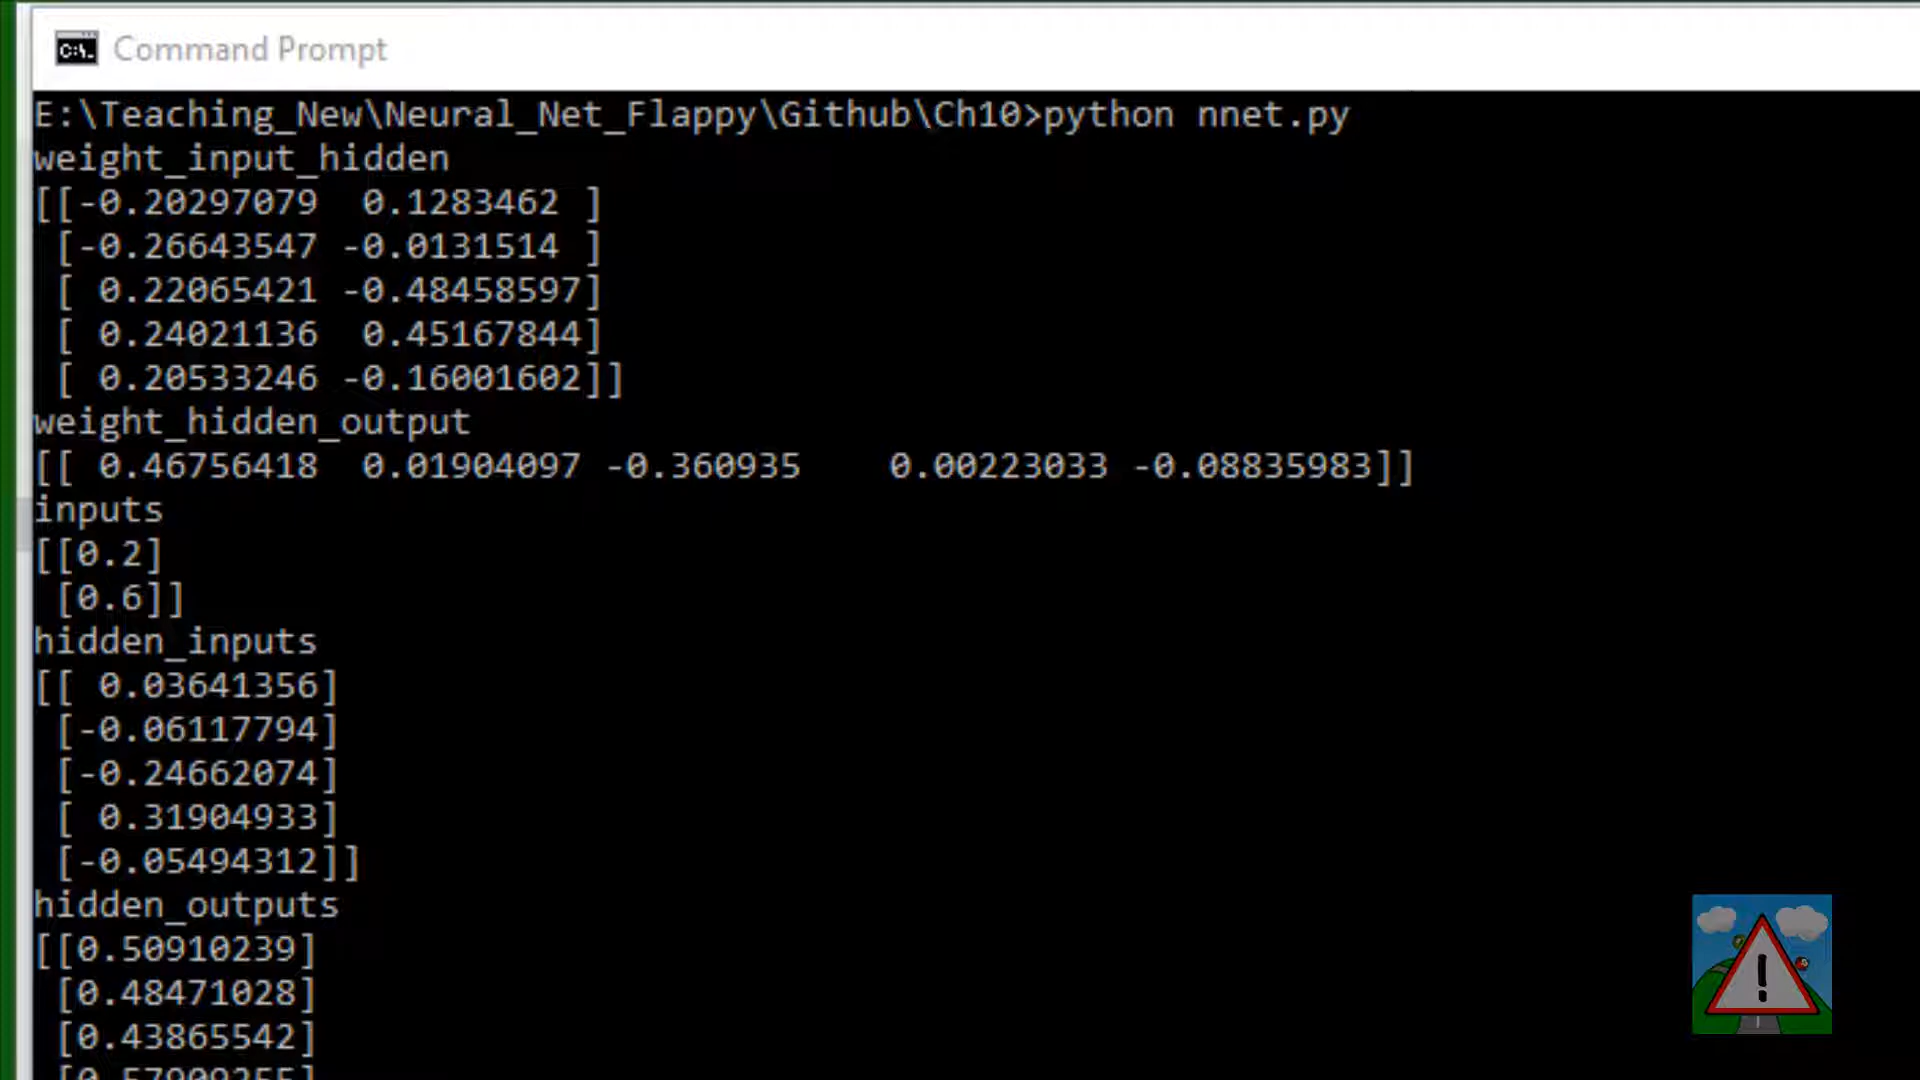 Command Prompt
E:\Teaching_New\Neural_Net_Flappy\Github\Ch10>python nnet.py
weight_input_hidden
[[-0.20297079  0.1283462 ]
 [-0.26643547 -0.0131514 ]
 [ 0.22065421 -0.48458597]
 [ 0.24021136  0.45167844]
 [ 0.20533246 -0.16001602]]
weight_hidden_output
[[ 0.46756418  0.01904097 -0.360935    0.00223033 -0.08835983]]
inputs
[[0.2]
 [0.6]]
hidden_inputs
[[ 0.03641356]
 [-0.06117794]
 [-0.24662074]
 [ 0.31904933]
 [-0.05494312]]
hidden_outputs
[[0.50910239]
 [0.48471028]
 [0.43865542]